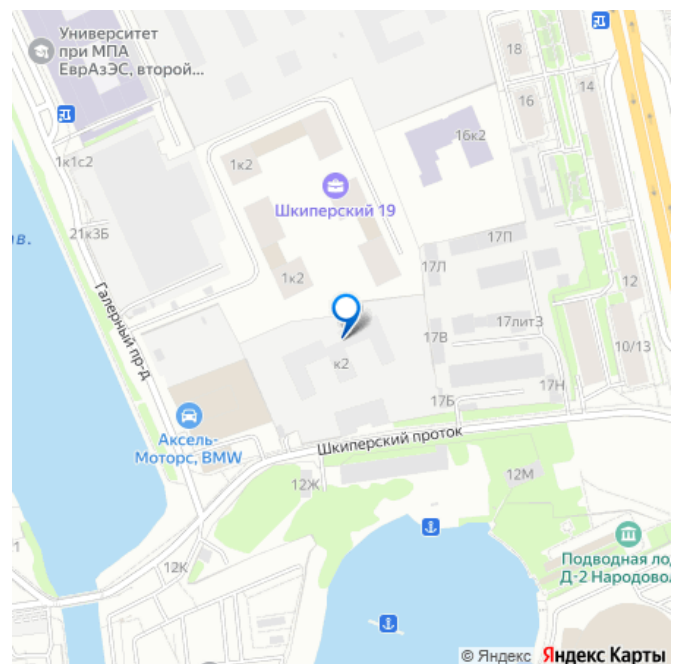 Университет
при МПА
ЕврАзЭС, второй...
18
14
16
16к2
1к1с2
1к2
Шкиперский 19
21к3Б
17П
17Л
1к2
12
Галерный пр-д
17В
17лит3
10/13
к2
17Н
17Б
Аксель-
Моторс, BMW
Шкиперский проток
12Ж
12М
12К
1
Подводная ло
Д-2 Народовол
© Яндекс Яндекс Карты